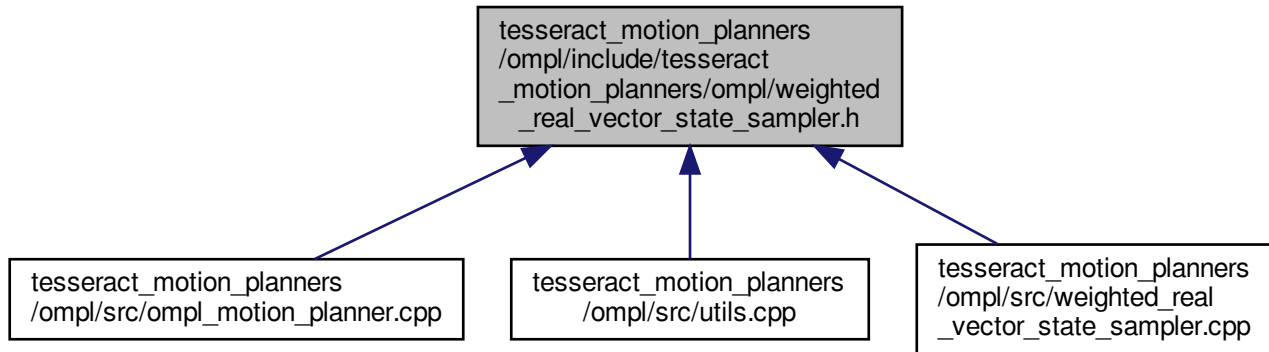 tesseract_motion_planners
/ompl/include/tesseract
_motion_planners/ompl/weighted
_real_vector_state_sampler.h
tesseract_motion_planners
/ompl/src/ompl_motion_planner.cpp
tesseract_motion_planners
/ompl/src/utils.cpp
tesseract_motion_planners
/ompl/src/weighted_real
_vector_state_sampler.cpp